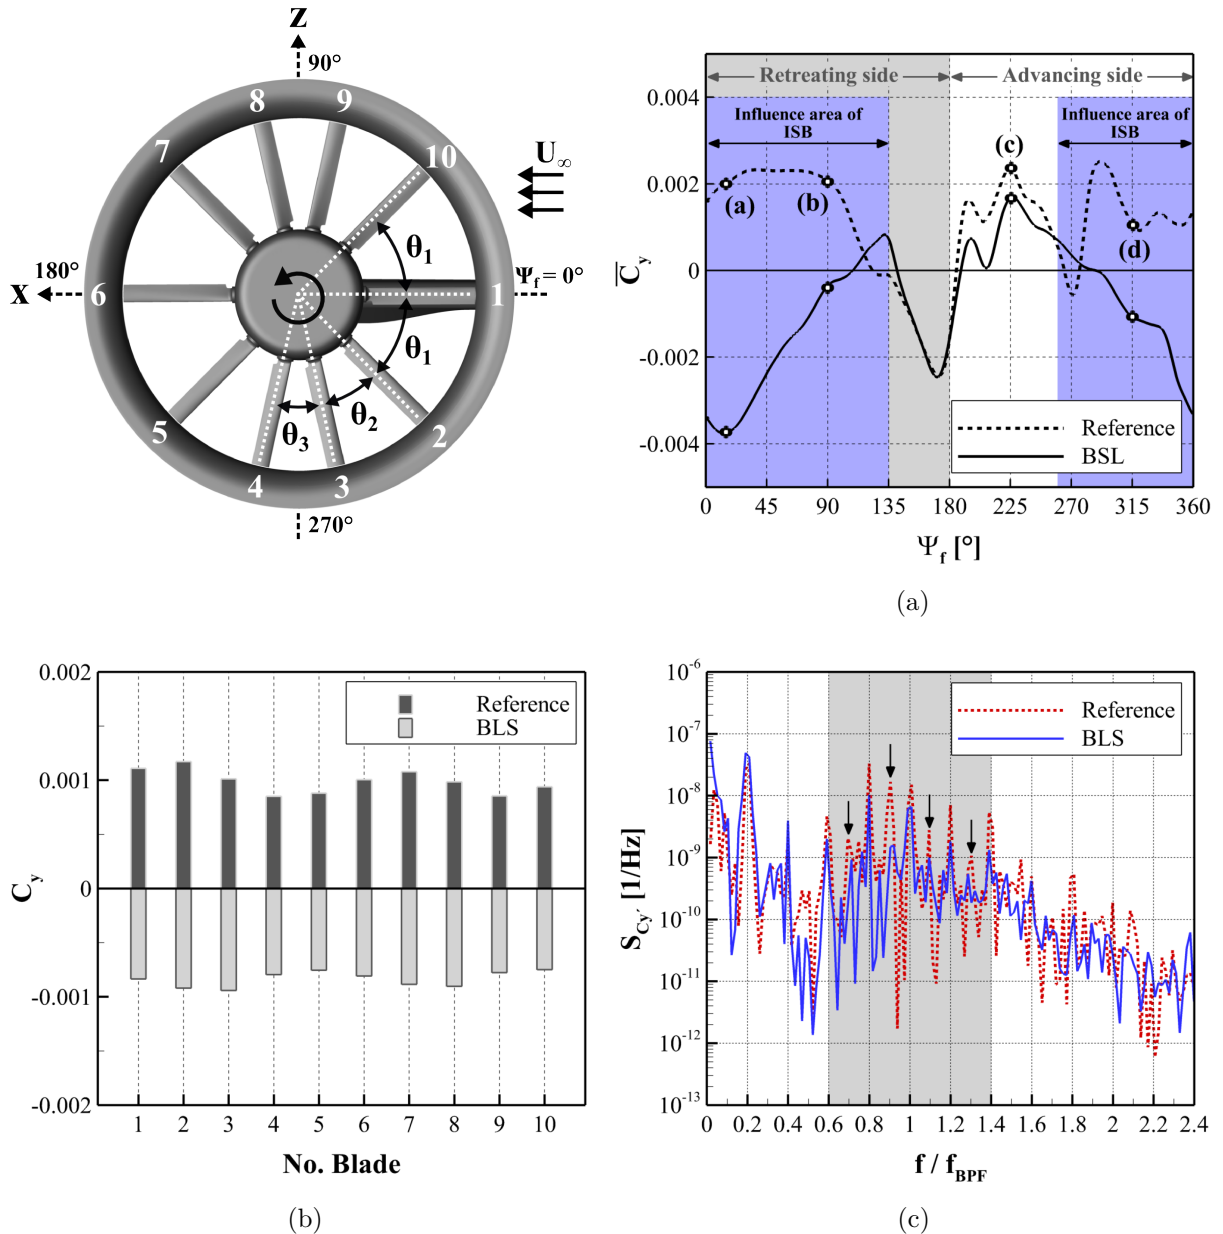 Z
90°
8 9
7 10
U∞
θ1
180°
Ψf = 0°
X
6 1
θ1
θ2
θ3
5 2
4 3
270°
Retreating side
Advancing side
0.004
Influence area of
ISB
Influence area of
ISB
(c)
0.002
(a)
(b)
(d)
C̅y
0
-0.002
-0.004
Reference
BSL
0 45 90 135 180 225 270 315 360
Ψf [°]
(a)
0.002
Reference
BLS
0.001
Cy
0
-0.001
-0.002
1 2 3 4 5 6 7 8 9 10
No. Blade
(b)
10-6
Reference
BLS
10-7
10-8
10-9
SCy′ [1/Hz]
10-10
10-11
10-12
10-13
0 0.2 0.4 0.6 0.8 1 1.2 1.4 1.6 1.8 2 2.2 2.4
f / fBPF
(c)